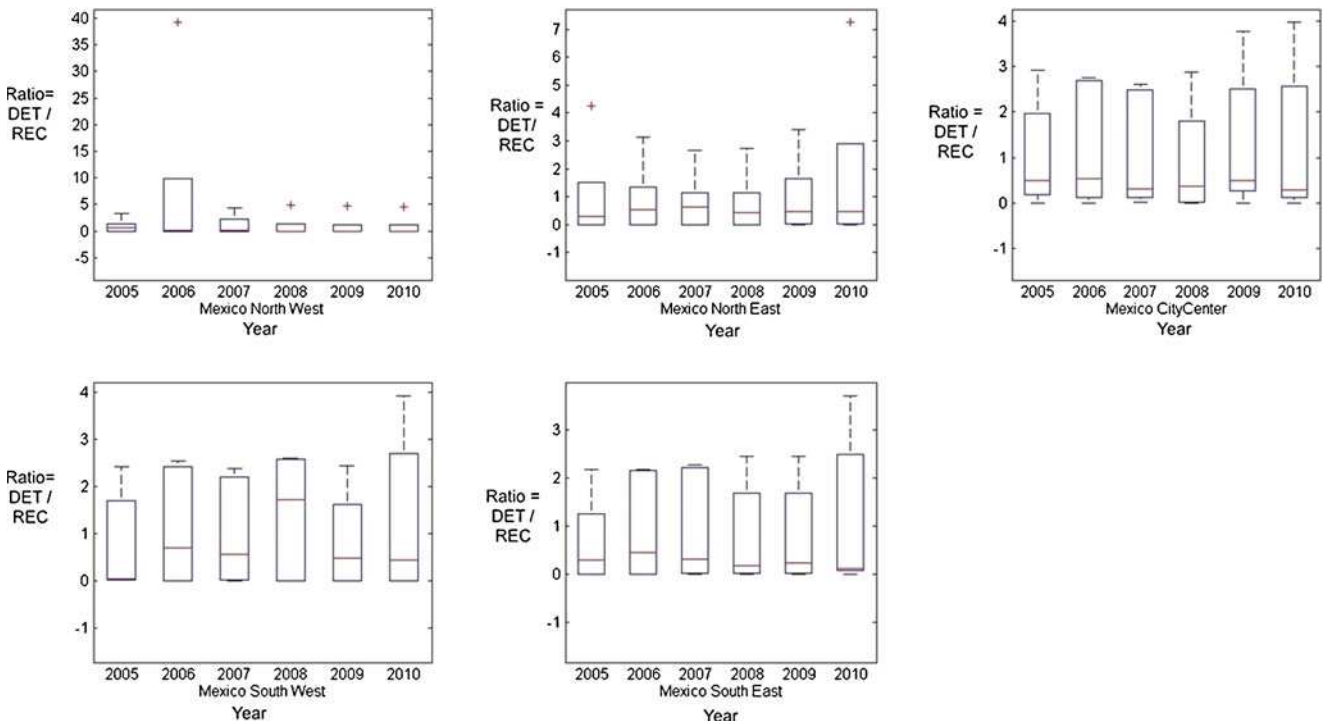 40
35
30
25
20
15
10
5
0
-5
Ratio=
DET /
REC
2005 2006 2007 2008 2009 2010
Mexico North West
Year
7
6
5
4
3
2
1
0
-1
Ratio =
DET/
REC
2005 2006 2007 2008 2009 2010
Mexico North East
Year
4
3
2
1
0
-1
Ratio =
DET /
REC
2005 2006 2007 2008 2009 2010
Mexico CityCenter
Year
4
3
2
1
0
-1
Ratio=
DET /
REC
2005 2006 2007 2008 2009 2010
Mexico South West
Year
3
2
1
0
-1
Ratio =
DET /
REC
2005 2006 2007 2008 2009 2010
Mexico South East
Year